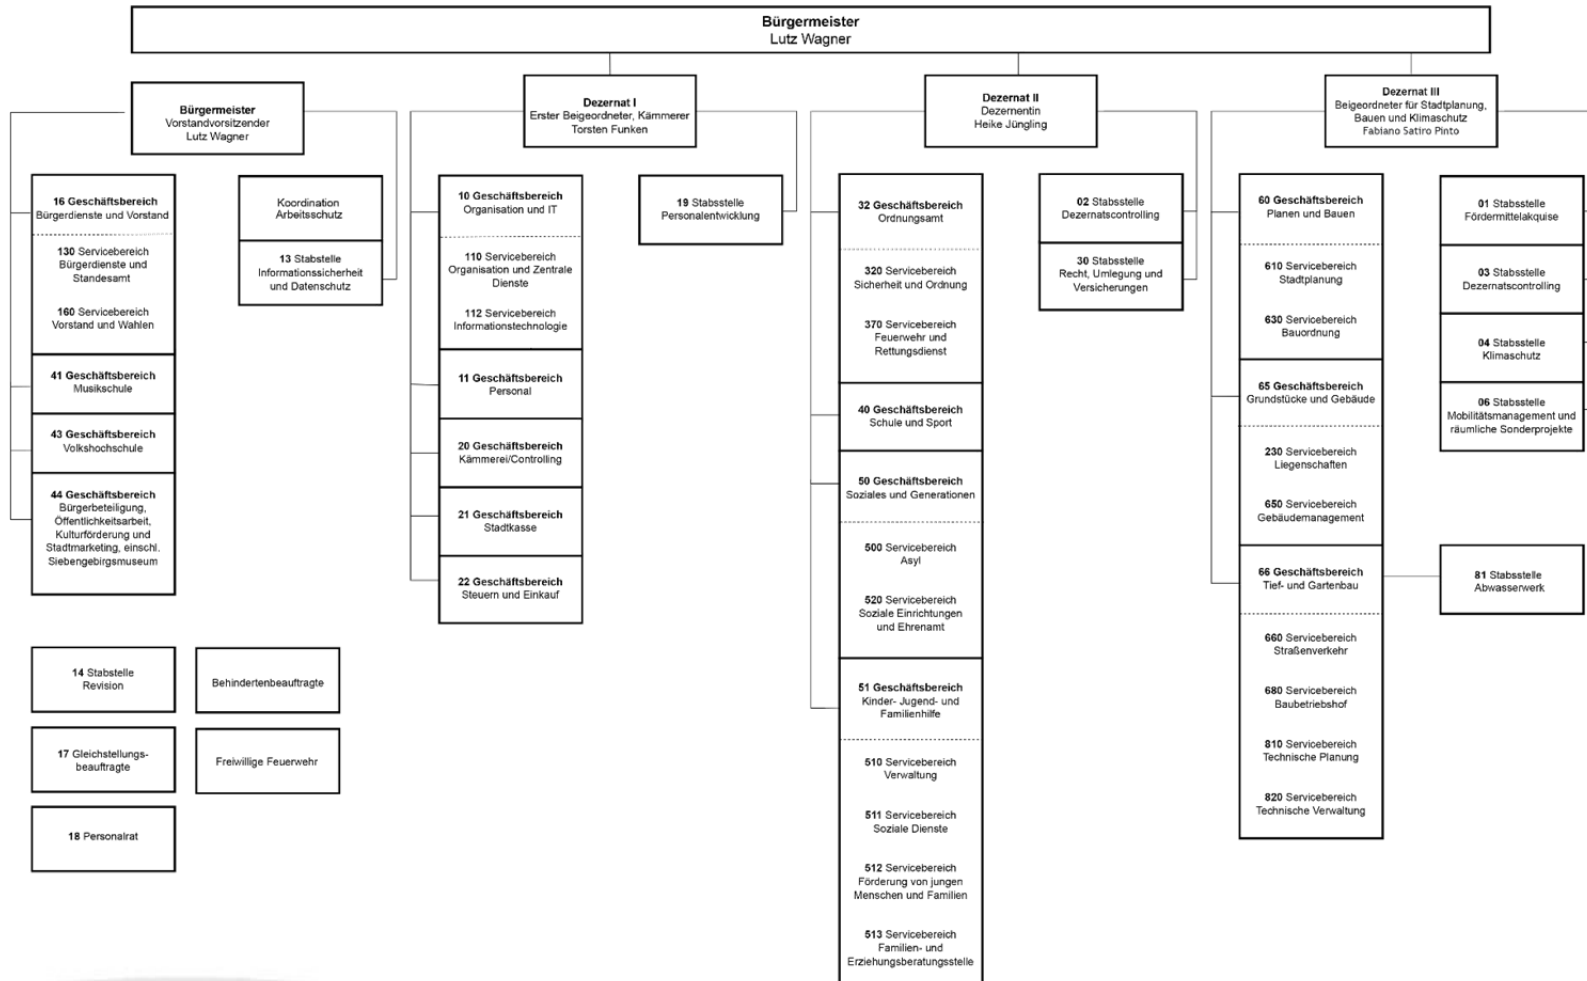 Bürgermeister
Lutz Wagner
Bürgermeister
Vorstandvorsitzender
Lutz Wagner
16 Geschäftsbereich
Bürgerdienste und Vorstand
130 Servicebereich
Bürgerdienste und
Standesamt
160 Servicebereich
Vorstand und Wahlen
41 Geschäftsbereich
Musikschule
43 Geschäftsbereich
Volkshochschule
44 Geschäftsbereich
Bürgerbeteiligung,
Öffentlichkeitsarbeit,
Kulturförderung und
Stadtmarketing, einschl.
Siebengebirgsmuseum
Koordination
Arbeitsschutz
13 Stabstelle
Informationssicherheit
und Datenschutz
14 Stabstelle
Revision
Behindertenbeauftragte
17 Gleichstellungs-
beauftragte
Freiwillige Feuerwehr
18 Personalrat
Dezernat I
Erster Beigeordneter, Kämmerer
Torsten Funken
10 Geschäftsbereich
Organisation und IT
110 Servicebereich
Organisation und Zentrale
Dienste
112 Servicebereich
Informationstechnologie
11 Geschäftsbereich
Personal
20 Geschäftsbereich
Kämmerei/Controlling
21 Geschäftsbereich
Stadtkasse
22 Geschäftsbereich
Steuern und Einkauf
19 Stabsstelle
Personalentwicklung
Dezernat II
Dezernentin
Heike Jüngling
32 Geschäftsbereich
Ordnungsamt
320 Servicebereich
Sicherheit und Ordnung
370 Servicebereich
Feuerwehr und
Rettungsdienst
40 Geschäftsbereich
Schule und Sport
50 Geschäftsbereich
Soziales und Generationen
500 Servicebereich
Asyl
520 Servicebereich
Soziale Einrichtungen
und Ehrenamt
51 Geschäftsbereich
Kinder- Jugend- und
Familienhilfe
510 Servicebereich
Verwaltung
511 Servicebereich
Soziale Dienste
512 Servicebereich
Förderung von jungen
Menschen und Familien
513 Servicebereich
Familien- und
Erziehungsberatungsstelle
02 Stabsstelle
Dezernatscontrolling
30 Stabsstelle
Recht, Umlegung und
Versicherungen
Dezernat III
Beigeordneter für Stadtplanung,
Bauen und Klimaschutz
Fabiano Satiro Pinto
60 Geschäftsbereich
Planen und Bauen
610 Servicebereich
Stadtplanung
630 Servicebereich
Bauordnung
65 Geschäftsbereich
Grundstücke und Gebäude
230 Servicebereich
Liegenschaften
650 Servicebereich
Gebäudemanagement
66 Geschäftsbereich
Tief- und Gartenbau
660 Servicebereich
Straßenverkehr
680 Servicebereich
Baubetriebshof
810 Servicebereich
Technische Planung
820 Servicebereich
Technische Verwaltung
01 Stabsstelle
Fördermittelakquise
03 Stabsstelle
Dezernatscontrolling
04 Stabsstelle
Klimaschutz
06 Stabsstelle
Mobilitätsmanagement und
räumliche Sonderprojekte
81 Stabsstelle
Abwasserwerk